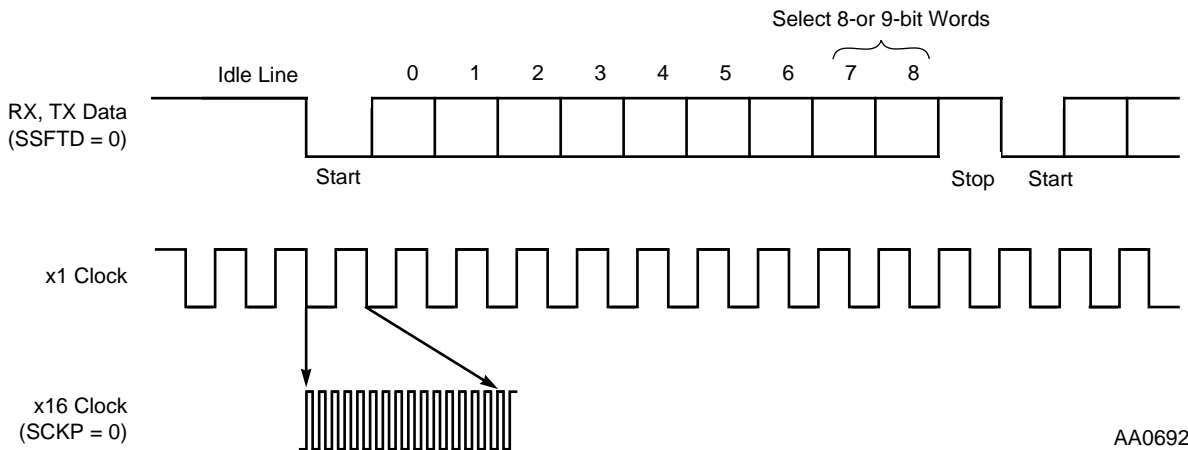 Select 8-or 9-bit Words
Idle Line 0 1 2 3 4 5 6 7 8
RX, TX Data
(SSFTD = 0)
Start Stop Start
x1 Clock
x16 Clock
(SCKP = 0)
AA0692